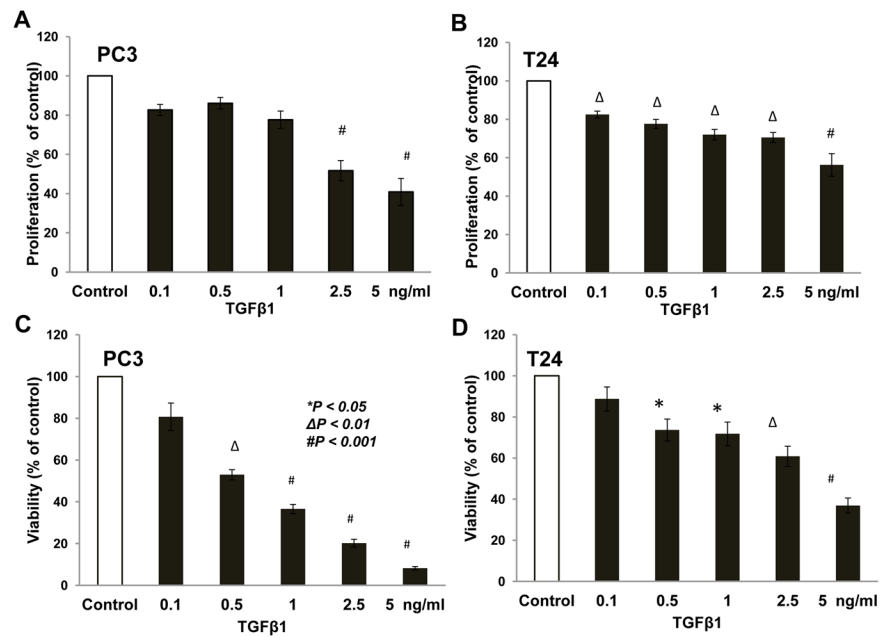 A
PC3
Proliferation (% of control)
120
100
80
60
40
20
0
#
#
Control 0.1 0.5 1 2.5 5 ng/ml
TGFβ1
B
T24
Proliferation (% of control)
120
100
80
60
40
20
0
Δ Δ Δ Δ #
Control 0.1 0.5 1 2.5 5 ng/ml
TGFβ1
C
PC3
Viability (% of control)
120
100
80
60
40
20
0
*P < 0.05
ΔP < 0.01
#P < 0.001
Δ
#
#
#
Control 0.1 0.5 1 2.5 5 ng/ml
TGFβ1
D
T24
Viability (% of control)
120
100
80
60
40
20
0
* *
Δ
#
Control 0.1 0.5 1 2.5 5 ng/ml
TGFβ1